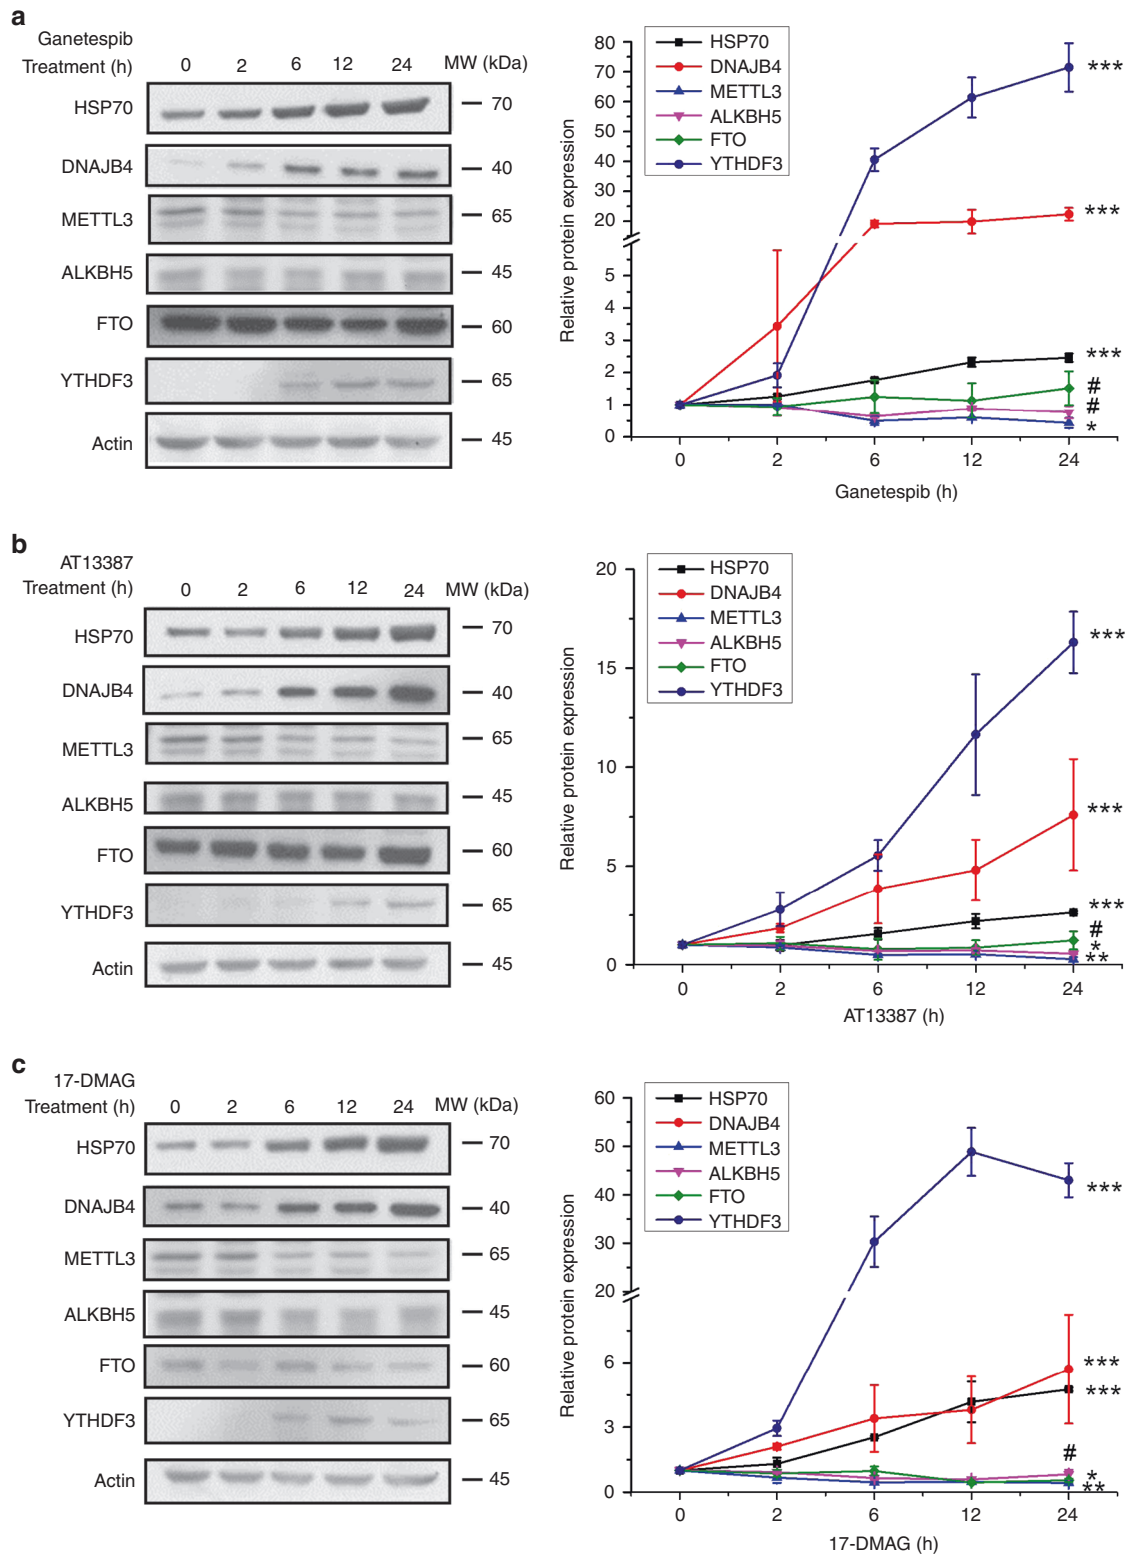 a
Ganetespib
Treatment (h) 0 2 6 12 24 MW (kDa)
HSP70 70
DNAJB4 40
METTL3 65
ALKBH5 45
FTO 60
YTHDF3 65
Actin 45
HSP70
DNAJB4
METTL3
ALKBH5
FTO
YTHDF3
Relative protein expression
80
70
60
50
40
30
20
5
4
3
2
1
0
***
***
***
#
#
*
0 2 6 12 24
Ganetespib (h)
b
AT13387
Treatment (h) 0 2 6 12 24 MW (kDa)
HSP70 70
DNAJB4 40
METTL3 65
ALKBH5 45
FTO 60
YTHDF3 65
Actin 45
HSP70
DNAJB4
METTL3
ALKBH5
FTO
YTHDF3
Relative protein expression
20
15
10
5
0
***
***
***
#
*
**
0 2 6 12 24
AT13387 (h)
c
17-DMAG
Treatment (h) 0 2 6 12 24 MW (kDa)
HSP70 70
DNAJB4 40
METTL3 65
ALKBH5 45
FTO 60
YTHDF3 65
Actin 45
HSP70
DNAJB4
METTL3
ALKBH5
FTO
YTHDF3
Relative protein expression
60
50
40
30
20
6
3
0
***
***
***
#
*
**
0 2 6 12 24
17-DMAG (h)